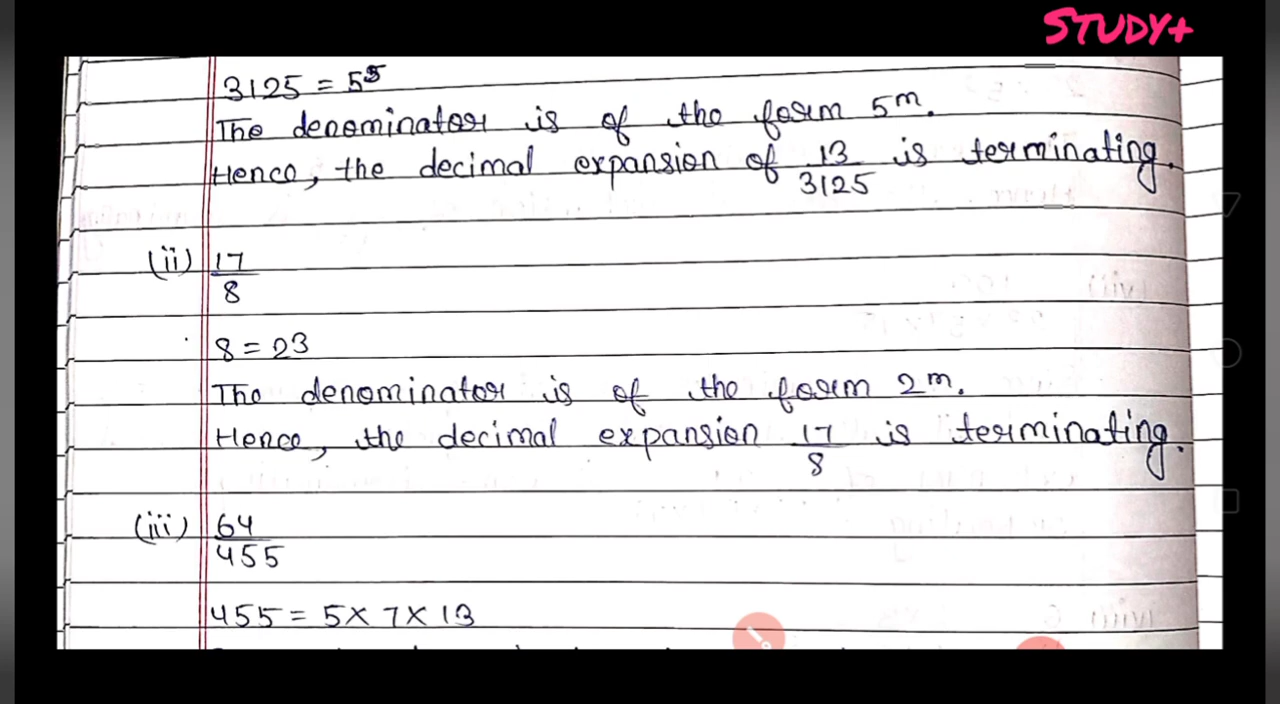 STUDY+
3125 = 5⁵
The denominator is of the form 5ᵐ.
Hence, the decimal expansion of 13/3125 is terminating.
(ii) 17/8
8 = 23
The denominator is of the form 2ᵐ.
Hence, the decimal expansion 17/8 is terminating.
(iii) 64/455
455 = 5 × 7 × 13